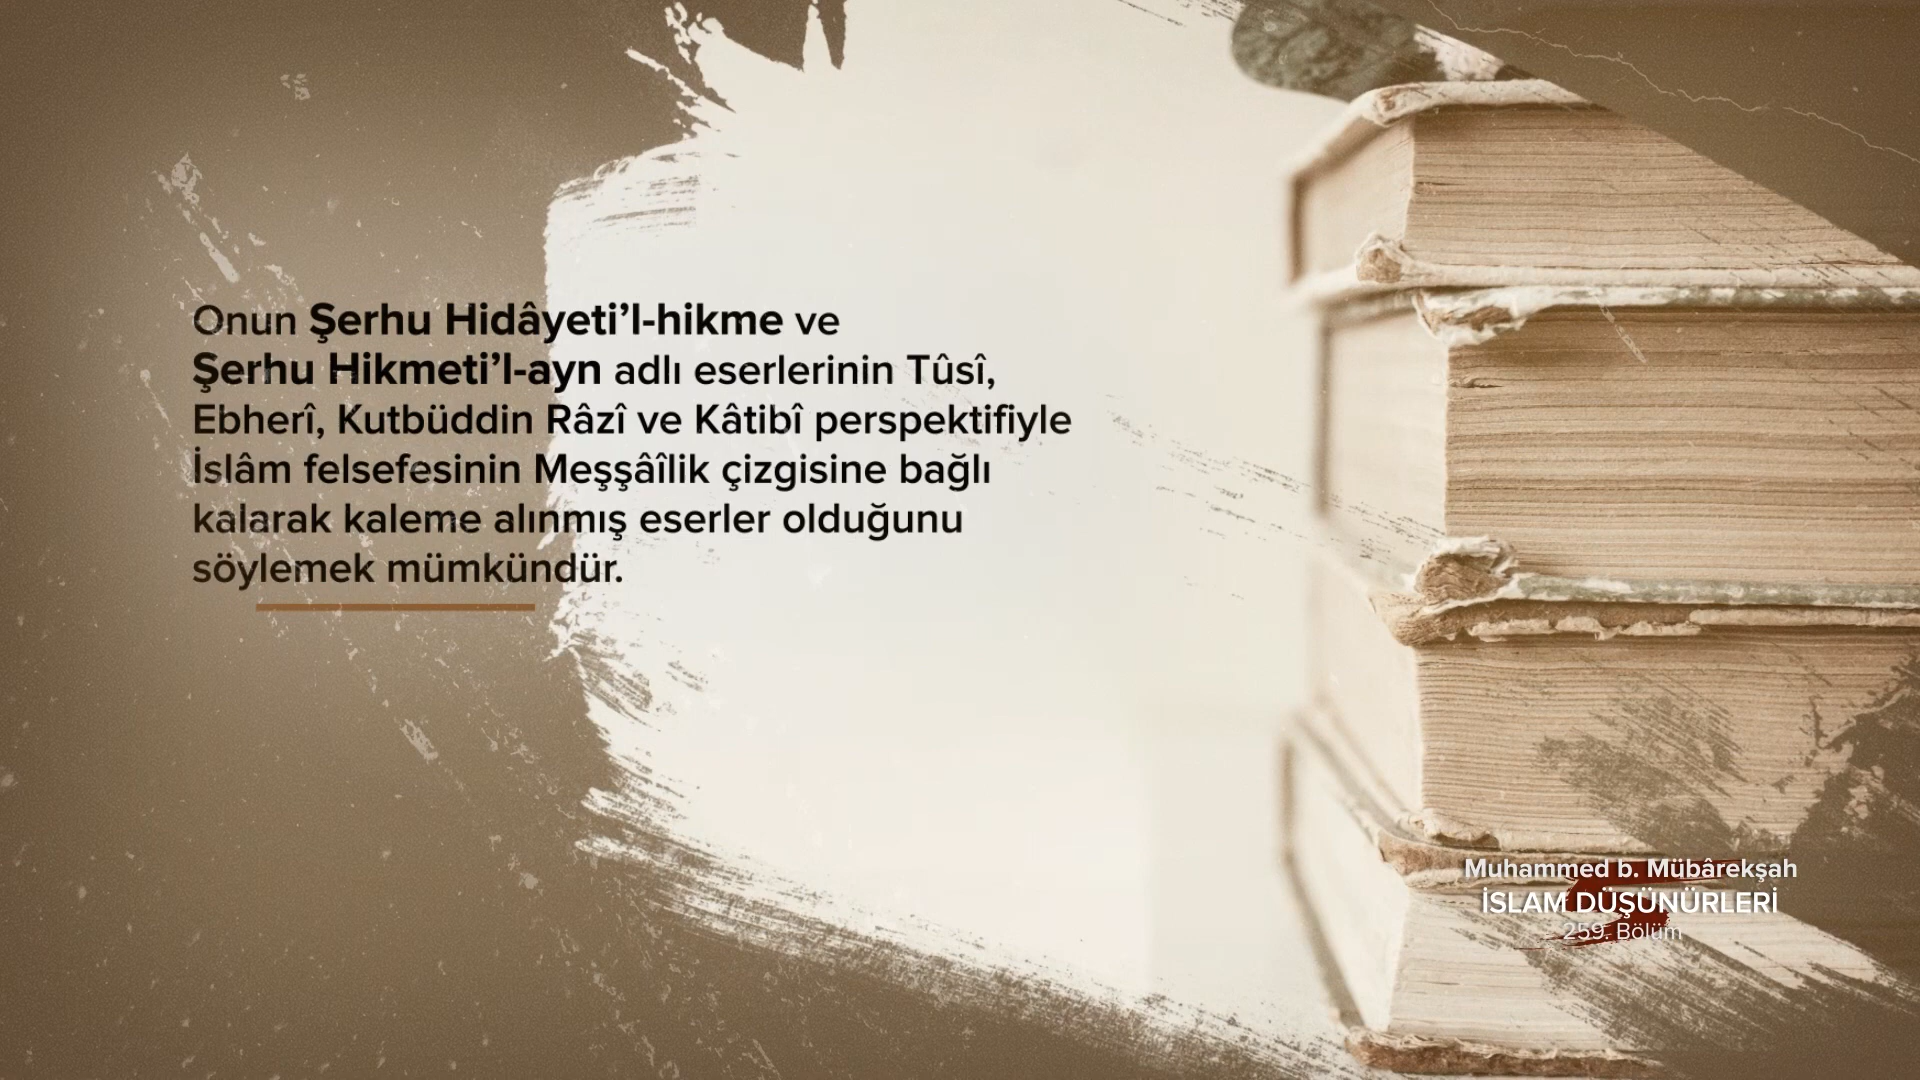 Onun Şerhu Hidâyeti’l-hikme ve
Şerhu Hikmeti’l-ayn adlı eserlerinin Tûsî,
Ebherî, Kutbüddin Râzî ve Kâtibî perspektifiyle
İslâm felsefesinin Meşşâîlik çizgisine bağlı
kalarak kaleme alınmış eserler olduğunu
söylemek mümkündür.
Muhammed b. Mübârekşah
İSLAM DÜŞÜNÜRLERİ
259. Bölüm